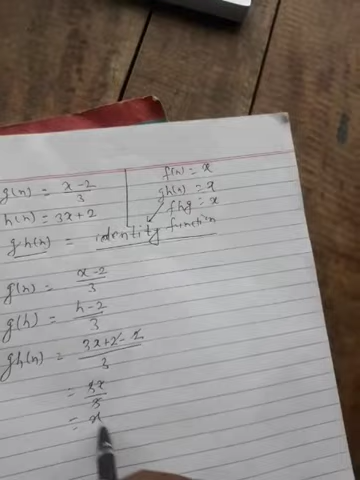 g(x) = x-2/3
h(x) = 3x+2
gh(x) = identity function
f(x) = x
gh(x) = x
fhg = x
g(x) = x-2/3
g(h) = h-2/3
gh(x) = 3x+2-2/3
= 3x/3
= x